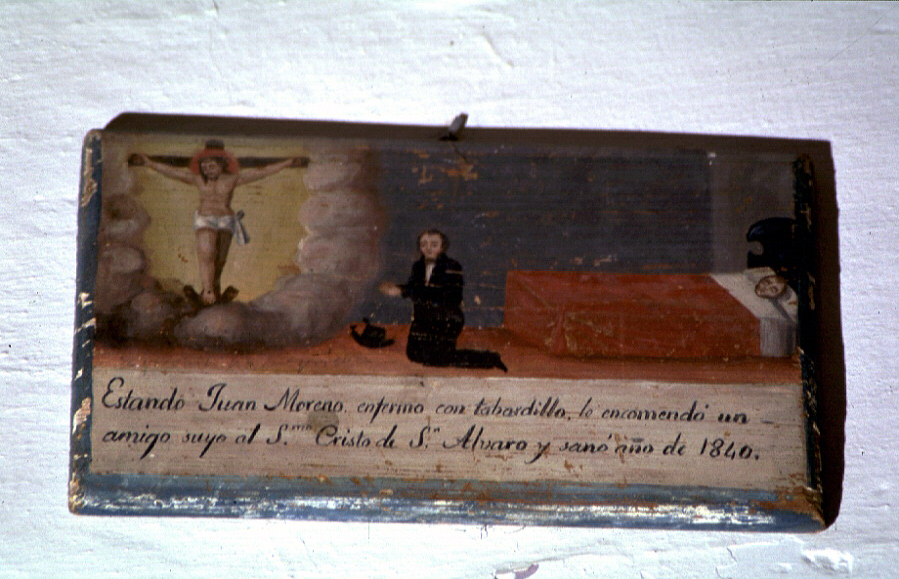 Estando Juan Moreno, enfermo con tabardillo, le encomendó un
amigo suyo al S.mo Cristo de S.n Alvaro y sanó año de 1840.